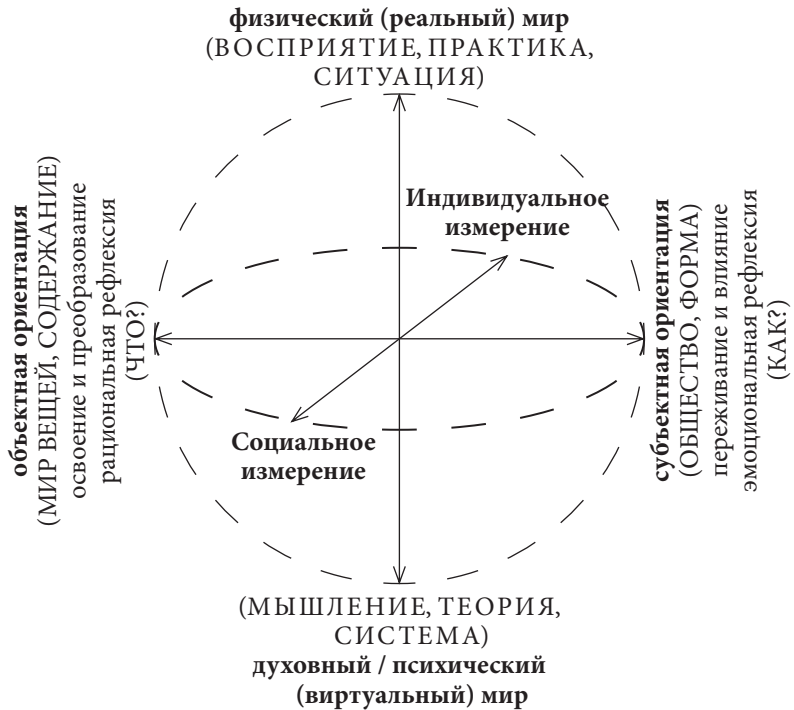 физический (реальный) мир
(ВОСПРИЯТИЕ, ПРАКТИКА,
СИТУАЦИЯ)
объектная ориентация
(МИР ВЕЩЕЙ, СОДЕРЖАНИЕ)
освоение и преобразование
рациональная рефлексия
(ЧТО?)
Индивидуальное
измерение
Социальное
измерение
субъектная ориентация
(ОБЩЕСТВО, ФОРМА)
переживание и влияние
эмоциональная рефлексия
(КАК?)
(МЫШЛЕНИЕ, ТЕОРИЯ,
СИСТЕМА)
духовный / психический
(виртуальный) мир